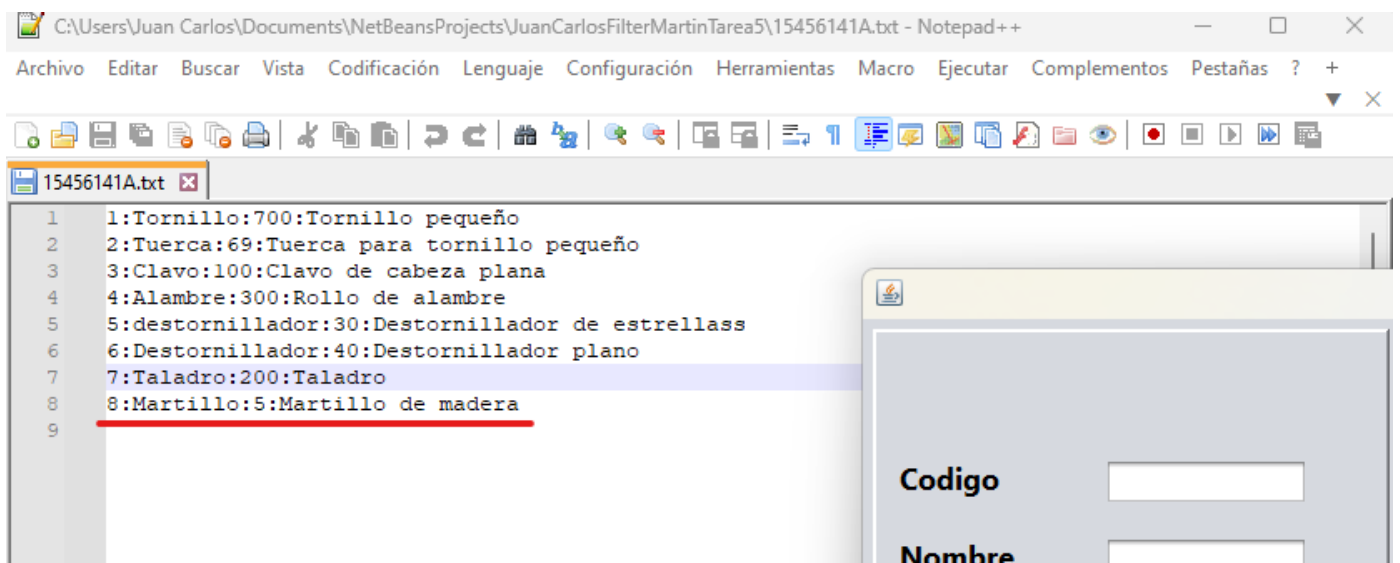 C:\Users\Juan Carlos\Documents\NetBeansProjects\JuanCarlosFilterMartinTarea5\15456141A.txt - Notepad++
Archivo Editar Buscar Vista Codificación Lenguaje Configuración Herramientas Macro Ejecutar Complementos Pestañas ? +
15456141A.txt
1 1:Tornillo:700:Tornillo pequeño
2 2:Tuerca:69:Tuerca para tornillo pequeño
3 3:Clavo:100:Clavo de cabeza plana
4 4:Alambre:300:Rollo de alambre
5 5:destornillador:30:Destornillador de estrellass
6 6:Destornillador:40:Destornillador plano
7 7:Taladro:200:Taladro
8 8:Martillo:5:Martillo de madera
9
Codigo
Nombre